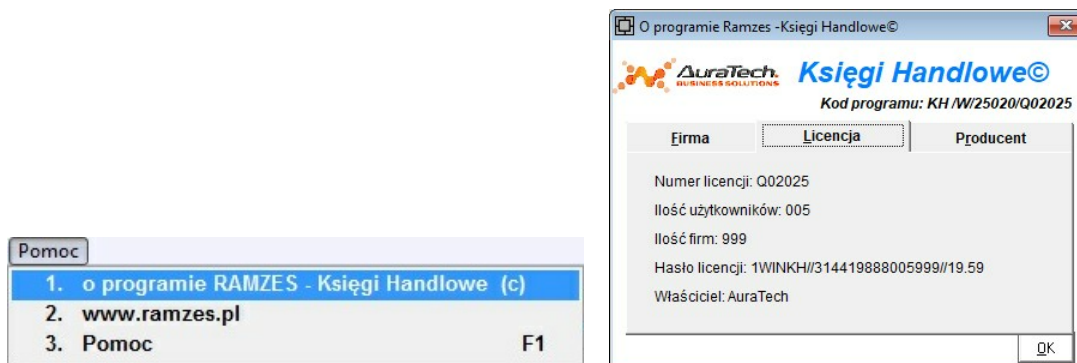 Pomoc
1. o programie RAMZES - Księgi Handlowe (c)
2. www.ramzes.pl
3. Pomoc F1
O programie Ramzes -Księgi Handlowe©
AuraTech.
BUSINESS SOLUTIONS
Księgi Handlowe©
Kod programu: KH /W/25020/Q02025
Firma Licencja Producent
Numer licencji: Q02025
Ilość użytkowników: 005
Ilość firm: 999
Hasło licencji: 1WINKH//314419888005999//19.59
Właściciel: AuraTech
OK